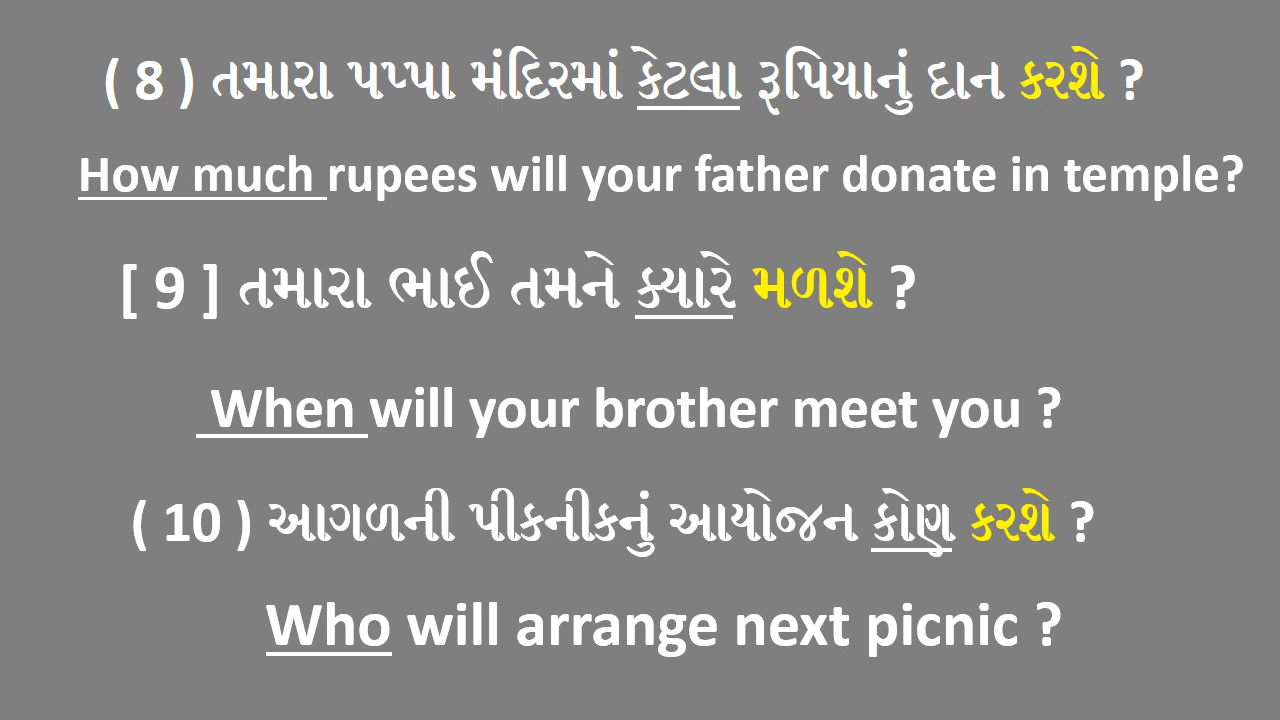 ( 8 ) તમારા પપ્પા મંદિરમાં કેટલા રૂપિયાનું દાન કરશે ?
How much rupees will your father donate in temple?
[ 9 ] તમારા ભાઈ તમને ક્યારે મળશે ?
When will your brother meet you ?
( 10 ) આગળની પીકનીકનું આયોજન કોણ કરશે ?
Who will arrange next picnic ?